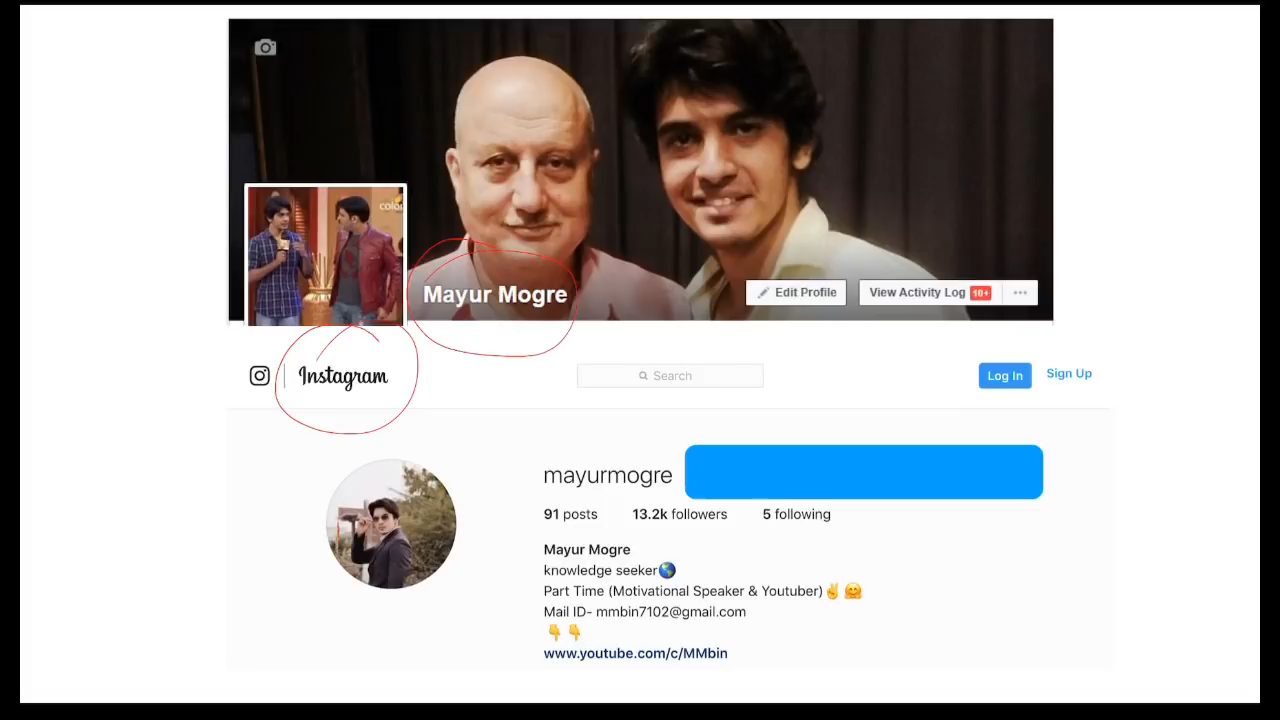 colors
Mayur Mogre
Edit Profile
View Activity Log 10+
Instagram
Search
Log In
Sign Up
mayurmogre
91 posts 13.2k followers 5 following
Mayur Mogre
knowledge seeker🌎
Part Time (Motivational Speaker & Youtuber)✌️🤗
Mail ID- mmbin7102@gmail.com
👇👇
www.youtube.com/c/MMbin